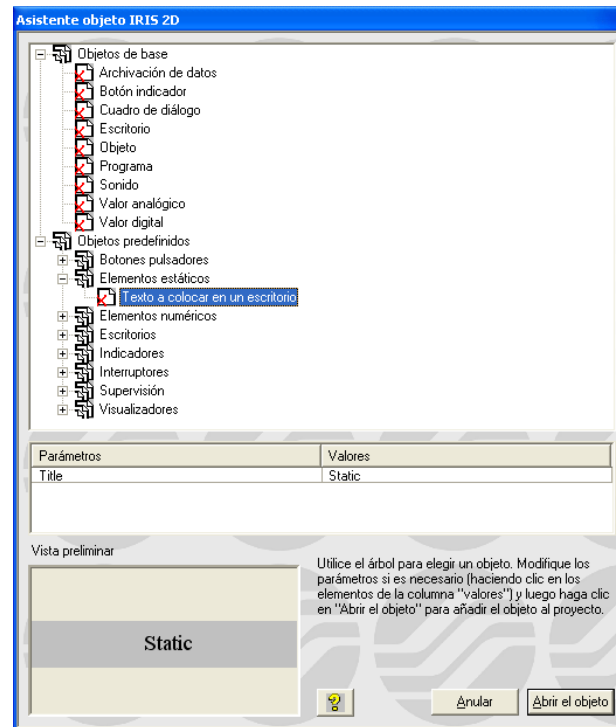 Asistente objeto IRIS 2D
Objetos de base
Archivación de datos
Botón indicador
Cuadro de diálogo
Escritorio
Objeto
Programa
Sonido
Valor analógico
Valor digital
Objetos predefinidos
Botones pulsadores
Elementos estáticos
Texto a colocar en un escritorio
Elementos numéricos
Escritorios
Indicadores
Interruptores
Supervisión
Visualizadores
Parámetros Valores
Title Static
Vista preliminar
Static
Utilice el árbol para elegir un objeto. Modifique los
parámetros si es necesario (haciendo clic en los
elementos de la columna "valores") y luego haga clic
en "Abrir el objeto" para añadir el objeto al proyecto.
? Anular Abrir el objeto